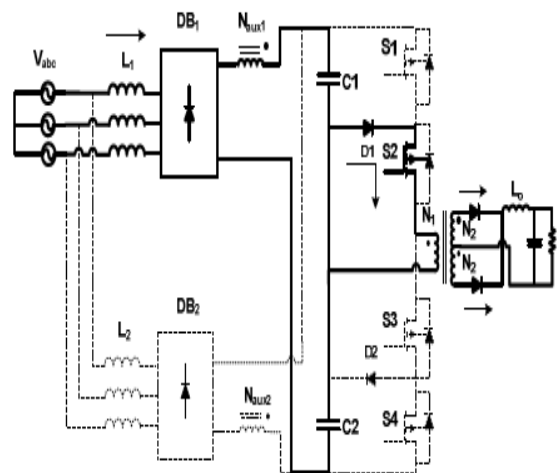 DB1
Naux1
S1
Vabc
L1
C1
D1
S2
Lo
N1
N2
N2
DB2
L2
S3
D2
Naux2
C2
S4